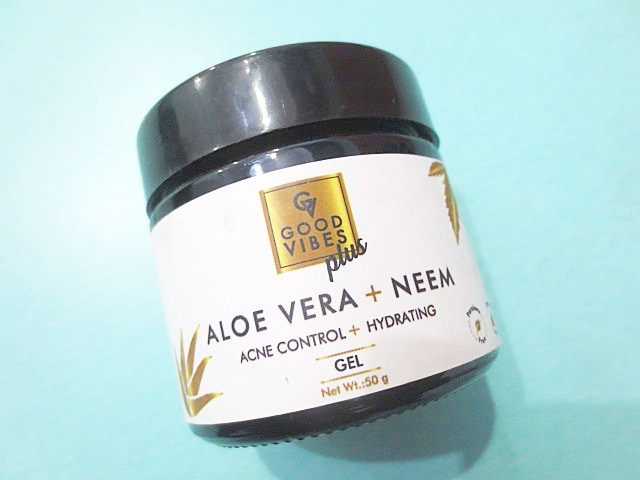 GV
GOOD
VIBES
plus
ALOE VERA + NEEM
ACNE CONTROL + HYDRATING
GEL
Net Wt.:50 g